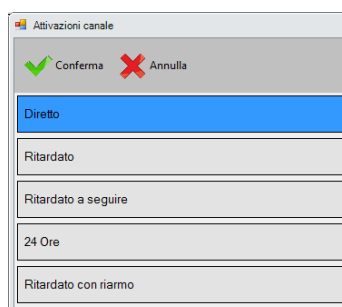 Attivazioni canale
Conferma Annulla
Diretto
Ritardato
Ritardato a seguire
24 Ore
Ritardato con riarmo